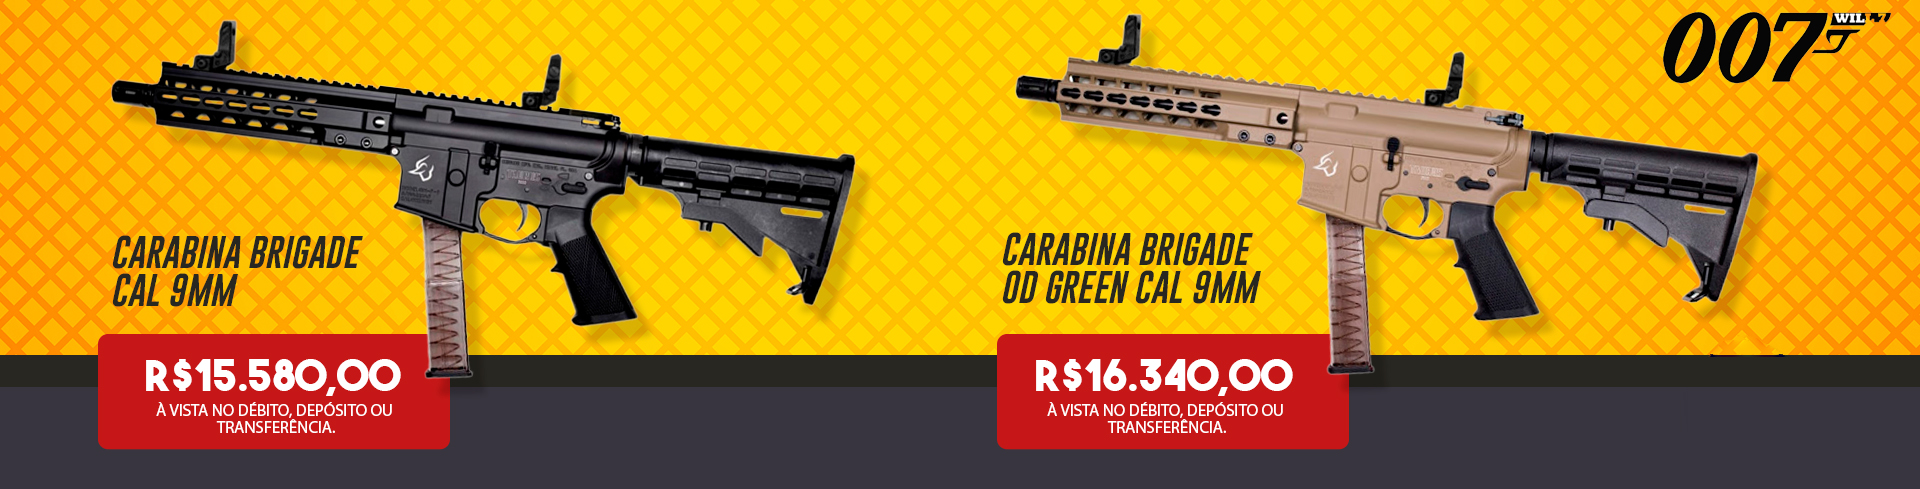 007
WIL
CARABINA BRIGADE
CAL 9MM
R$15.580,00
À VISTA NO DÉBITO, DEPÓSITO OU
TRANSFERÊNCIA.
CARABINA BRIGADE
OD GREEN CAL 9MM
R$16.340,00
À VISTA NO DÉBITO, DEPÓSITO OU
TRANSFERÊNCIA.